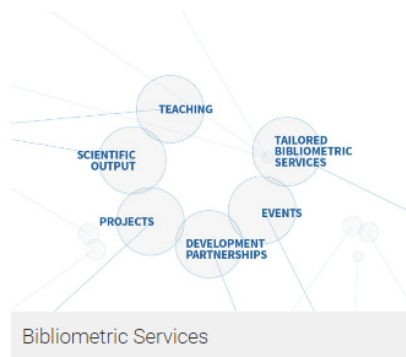 TEACHING
SCIENTIFIC
OUTPUT
TAILORED
BIBLIOMETRIC
SERVICES
PROJECTS
EVENTS
DEVELOPMENT
PARTNERSHIPS
Bibliometric Services